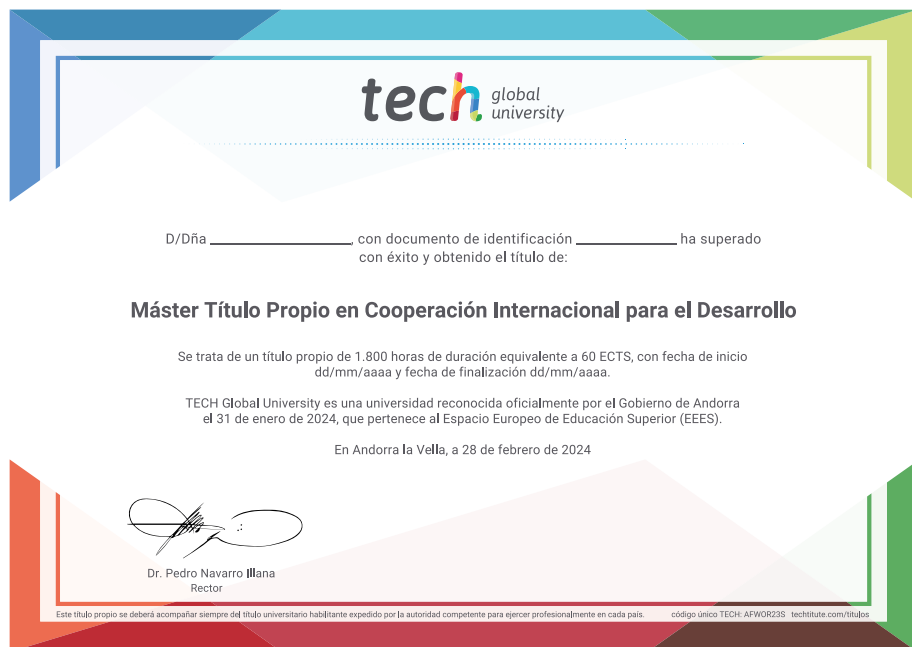 tech global
university
D/Dña ________________, con documento de identificación ____________ ha superado
con éxito y obtenido el título de:
Máster Título Propio en Cooperación Internacional para el Desarrollo
Se trata de un título propio de 1.800 horas de duración equivalente a 60 ECTS, con fecha de inicio
dd/mm/aaaa y fecha de finalización dd/mm/aaaa.
TECH Global University es una universidad reconocida oficialmente por el Gobierno de Andorra
el 31 de enero de 2024, que pertenece al Espacio Europeo de Educación Superior (EEES).
En Andorra la Vella, a 28 de febrero de 2024
Dr. Pedro Navarro Illana
Rector
Este título propio se deberá acompañar siempre del título universitario habilitante expedido por la autoridad competente para ejercer profesionalmente en cada país. código único TECH: AFWOR23S techtitute.com/titulos